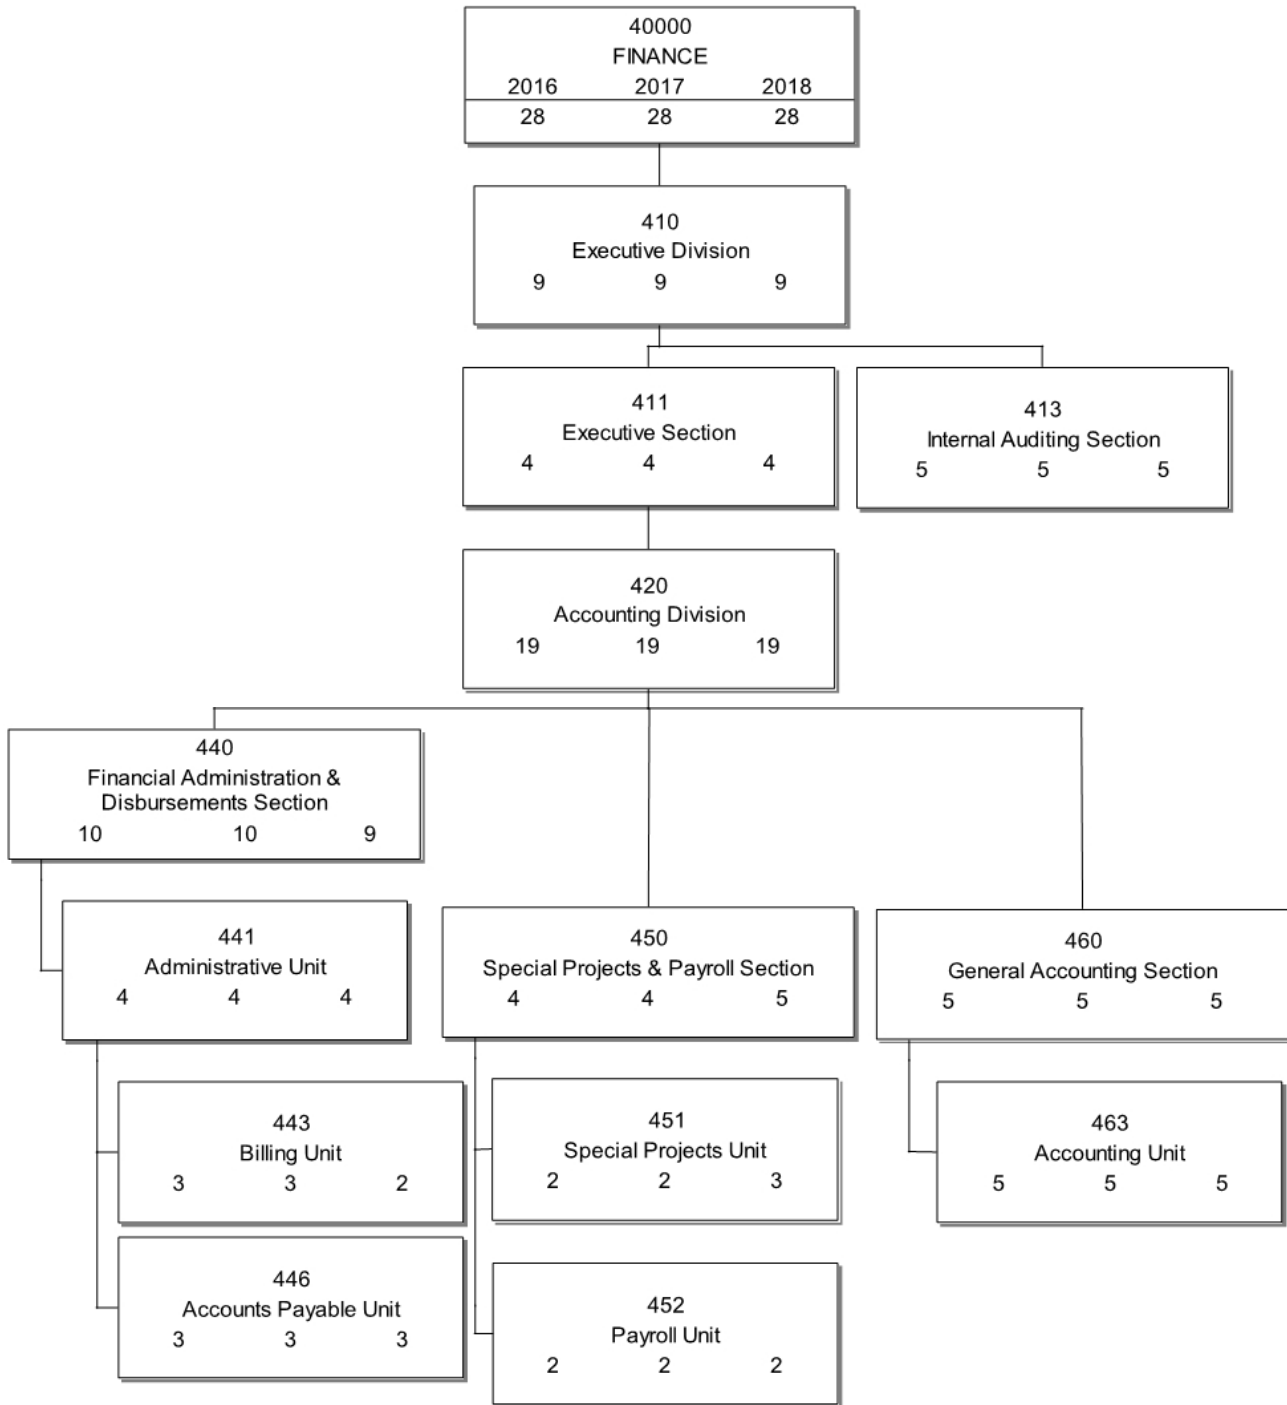 40000
FINANCE
2016 2017 2018
28 28 28
410
Executive Division
9 9 9
411
Executive Section
4 4 4
413
Internal Auditing Section
5 5 5
420
Accounting Division
19 19 19
440
Financial Administration &
Disbursements Section
10 10 9
441
Administrative Unit
4 4 4
443
Billing Unit
3 3 2
446
Accounts Payable Unit
3 3 3
450
Special Projects & Payroll Section
4 4 5
451
Special Projects Unit
2 2 3
452
Payroll Unit
2 2 2
460
General Accounting Section
5 5 5
463
Accounting Unit
5 5 5